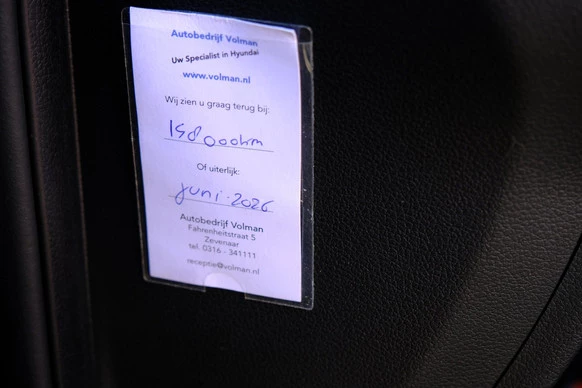 Autobedrijf Volman
Uw Specialist in Hyundai
www.volman.nl
Wij zien u graag terug bij:
158000km
Of uiterlijk:
juni-2026
Autobedrijf Volman
Fahrenheitstraat 5
Zevenaar
tel. 0316 - 341111
receptie@volman.nl